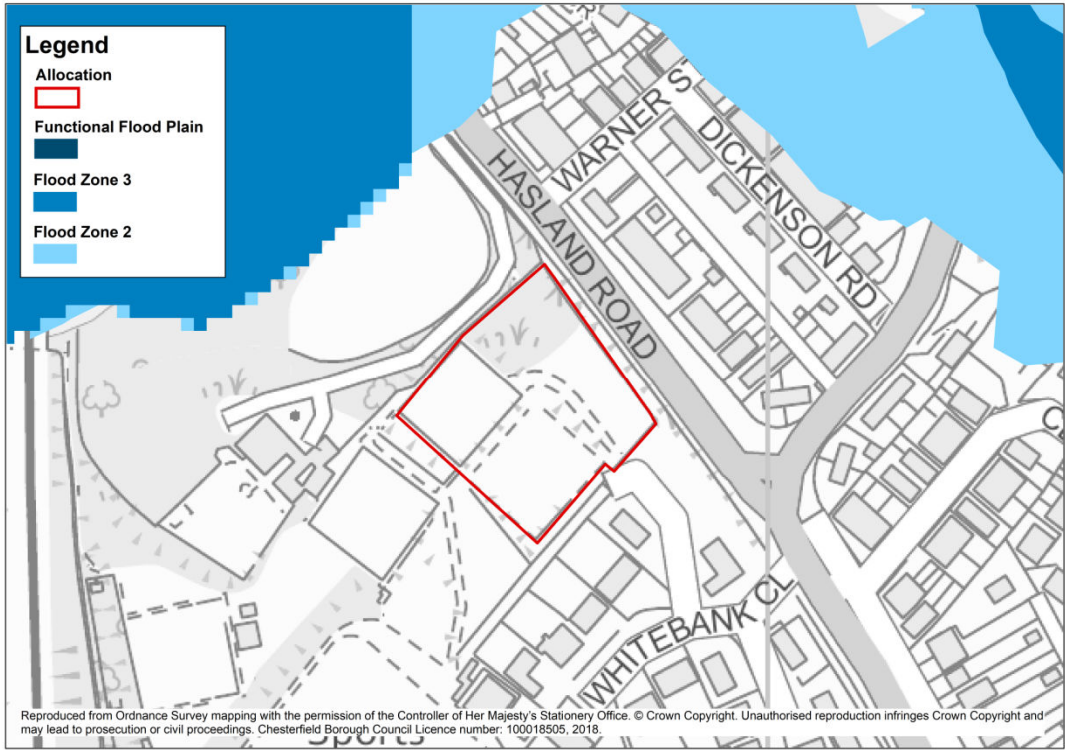 Legend
Allocation
Functional Flood Plain
Flood Zone 3
Flood Zone 2
WARNER S
DICKENSON RD
HASLAND ROAD
WHITEBANK CL
Reproduced from Ordnance Survey mapping with the permission of the Controller of Her Majesty's Stationery Office. © Crown Copyright. Unauthorised reproduction infringes Crown Copyright and
may lead to prosecution or civil proceedings. Chesterfield Borough Council Licence number: 100018505, 2018.
Sports